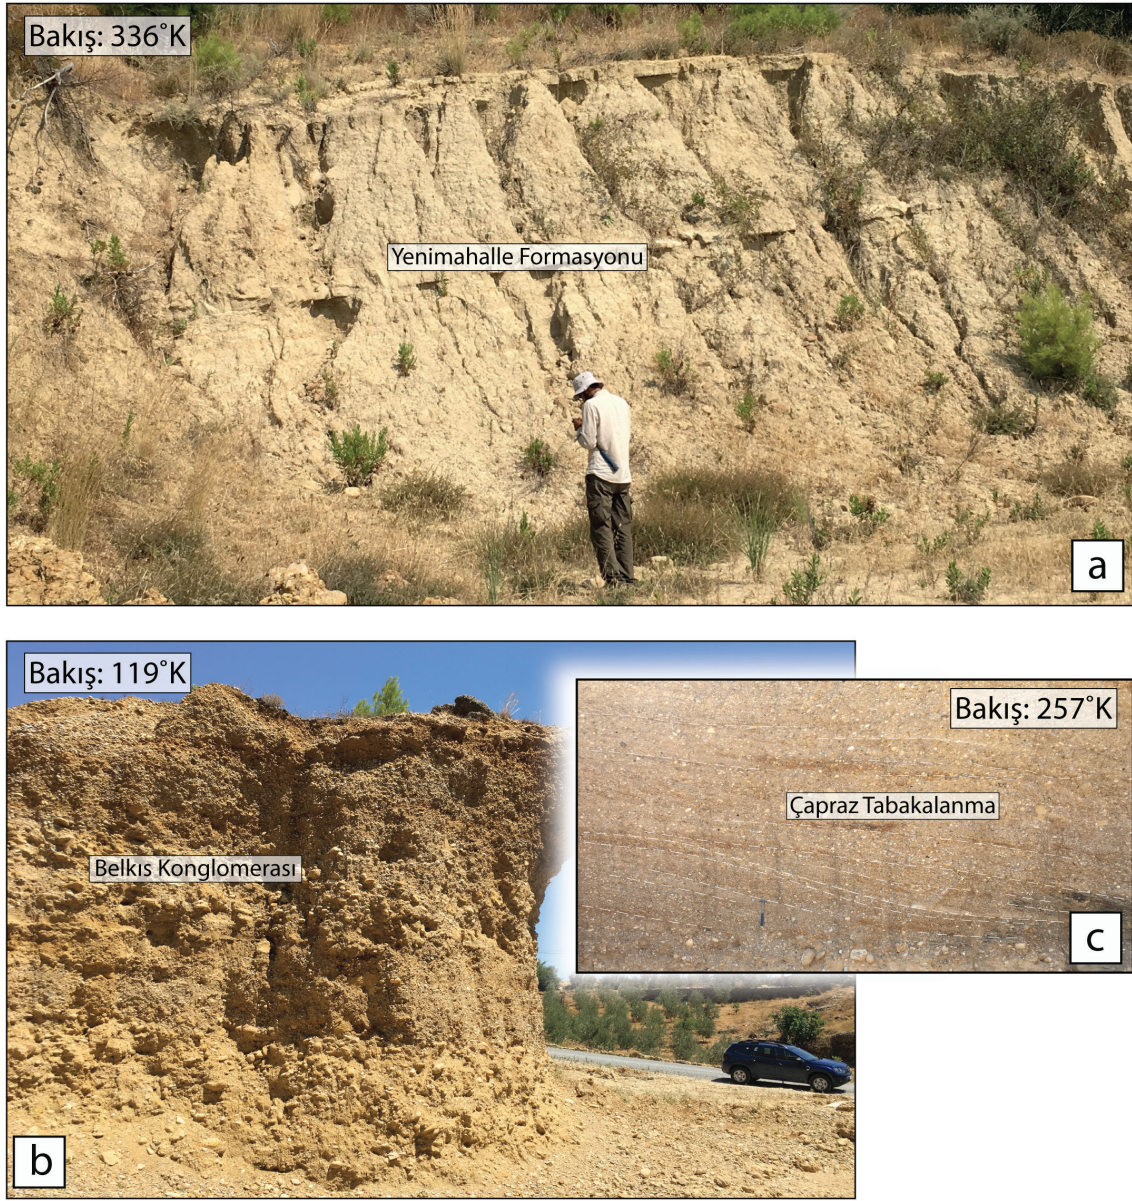 Bakış: 336°K
Yenimahalle Formasyonu
a
Bakış: 119°K
Bakış: 257°K
Çapraz Tabakalanma
Belkıs Konglomerası
c
b